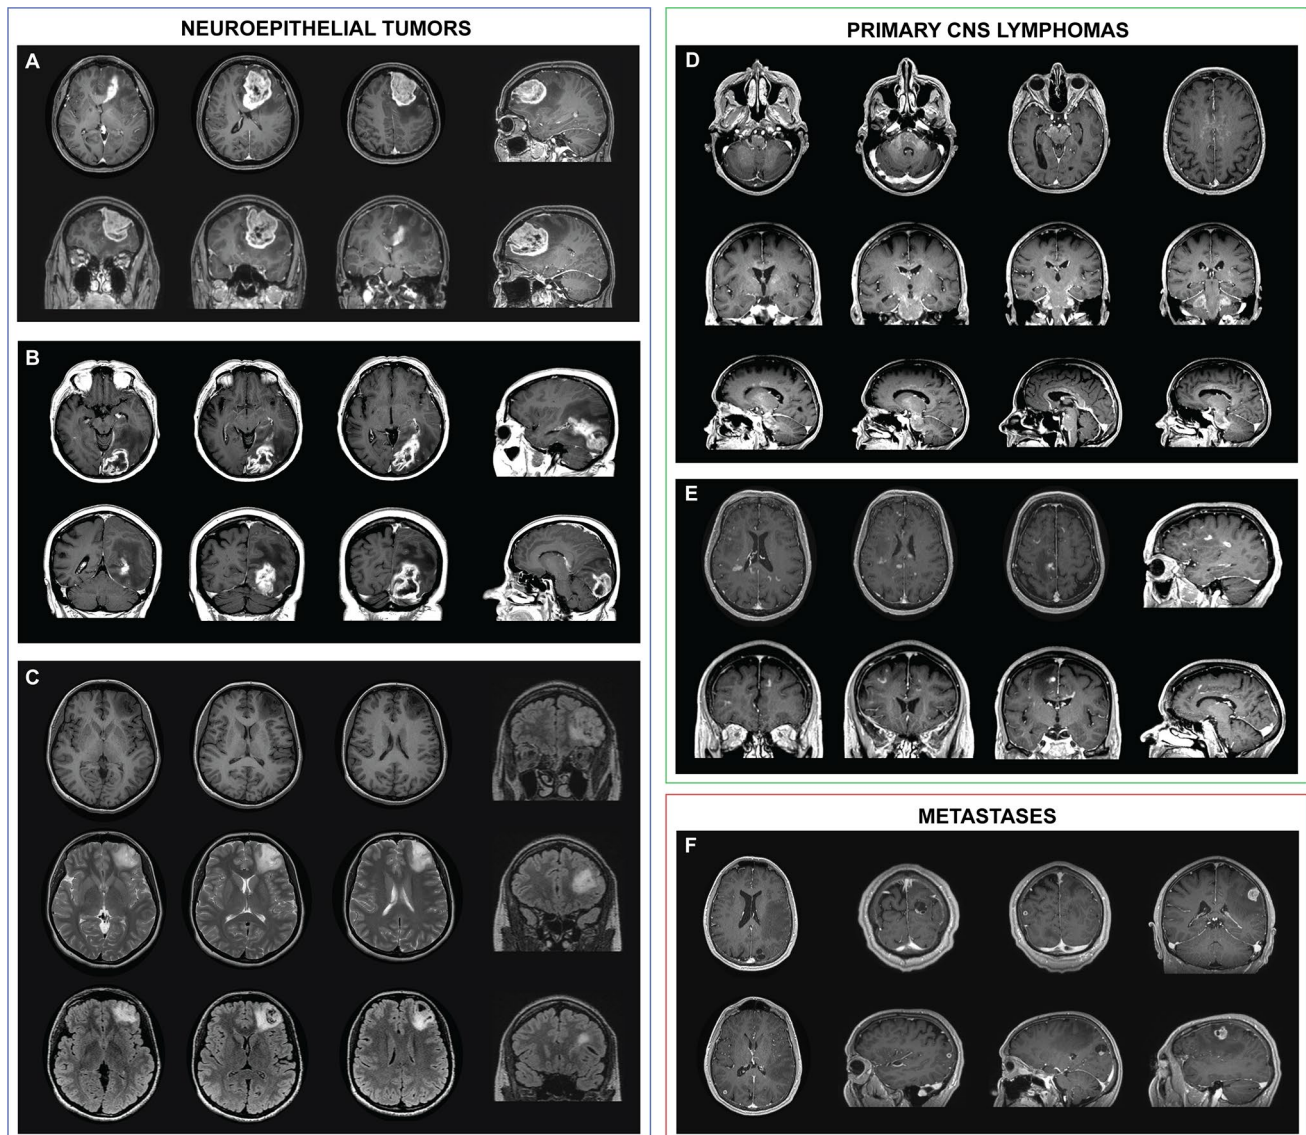 NEUROEPITHELIAL TUMORS
A
B
C
PRIMARY CNS LYMPHOMAS
D
E
METASTASES
F